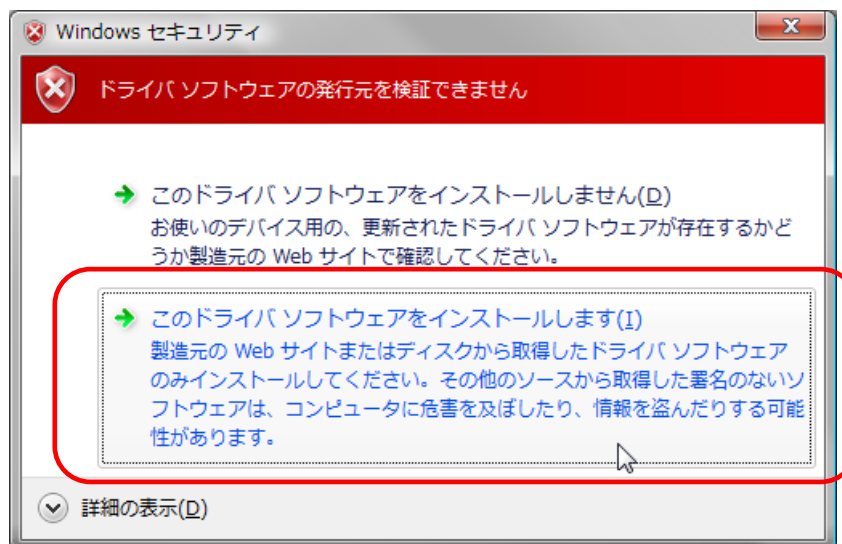 Windows セキュリティ
ドライバ ソフトウェアの発行元を検証できません
このドライバ ソフトウェアをインストールしません(D)
お使いのデバイス用の、更新されたドライバ ソフトウェアが存在するかど
うか製造元の Web サイトで確認してください。
このドライバ ソフトウェアをインストールします(I)
製造元の Web サイトまたはディスクから取得したドライバ ソフトウェア
のみインストールしてください。その他のソースから取得した署名のないソ
フトウェアは、コンピュータに危害を及ぼしたり、情報を盗んだりする可能
性があります。
詳細の表示(D)